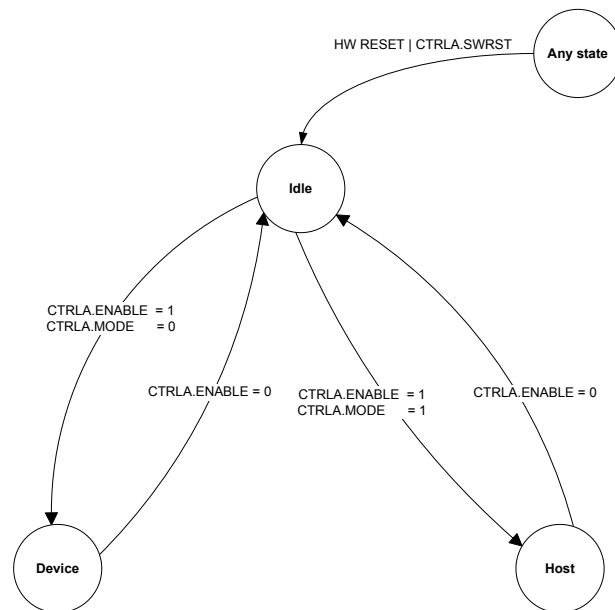 HW RESET | CTRLA.SWRST
Any state
Idle
CTRLA.ENABLE = 1
CTRLA.MODE = 0
CTRLA.ENABLE = 0
CTRLA.ENABLE = 1
CTRLA.MODE = 1
CTRLA.ENABLE = 0
Device
Host